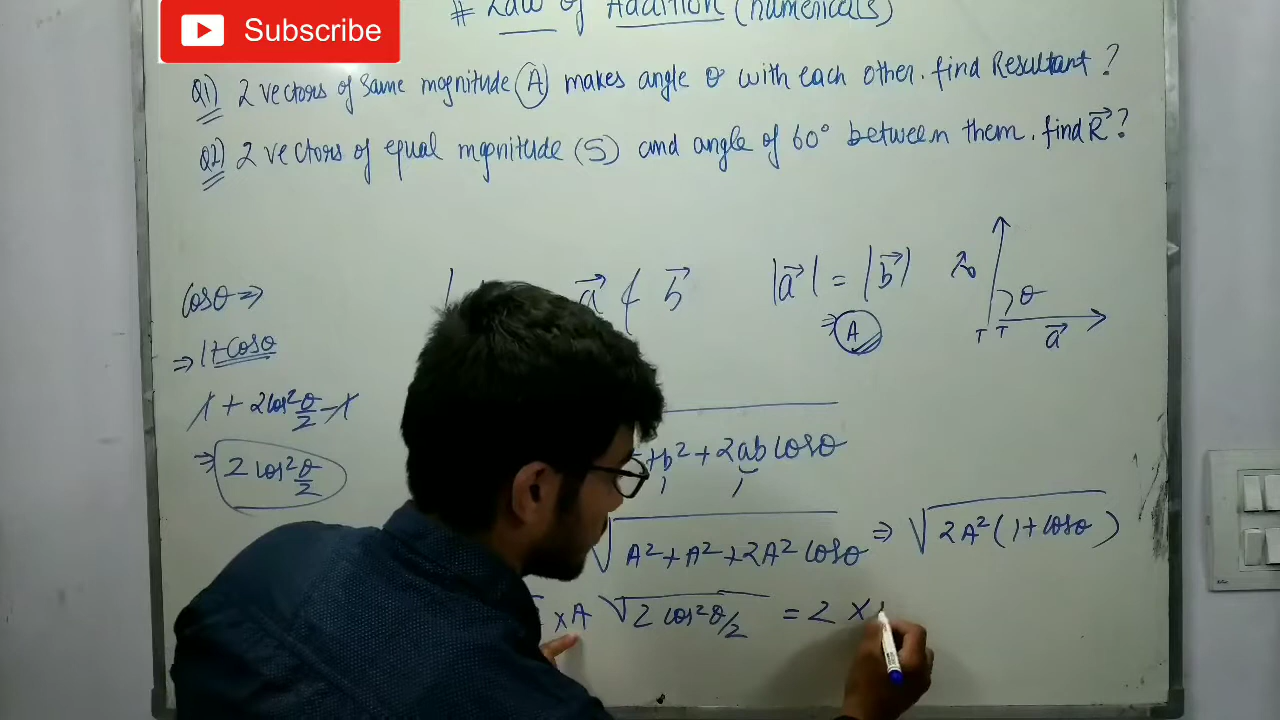 Subscribe
# Law of Addition (numericals)
Q1) 2 vectors of same mognitude (A) makes angle θ with each other. find Resultant?
Q2) 2 vectors of equal mognitude (5) and angle of 60° between them. find R⃗?
cosθ ⇒
⇒ 1+cosθ
1 + 2cos²θ/2 - 1
⇒ 2cos²θ/2
a⃗ & b⃗
|a⃗| = |b⃗|
⇒ A
θ
a⃗
+b²+2ab cosθ
√A²+A²+2A² cosθ ⇒ √2A²(1+cosθ)
×A √2cos²θ/2 = 2 ×